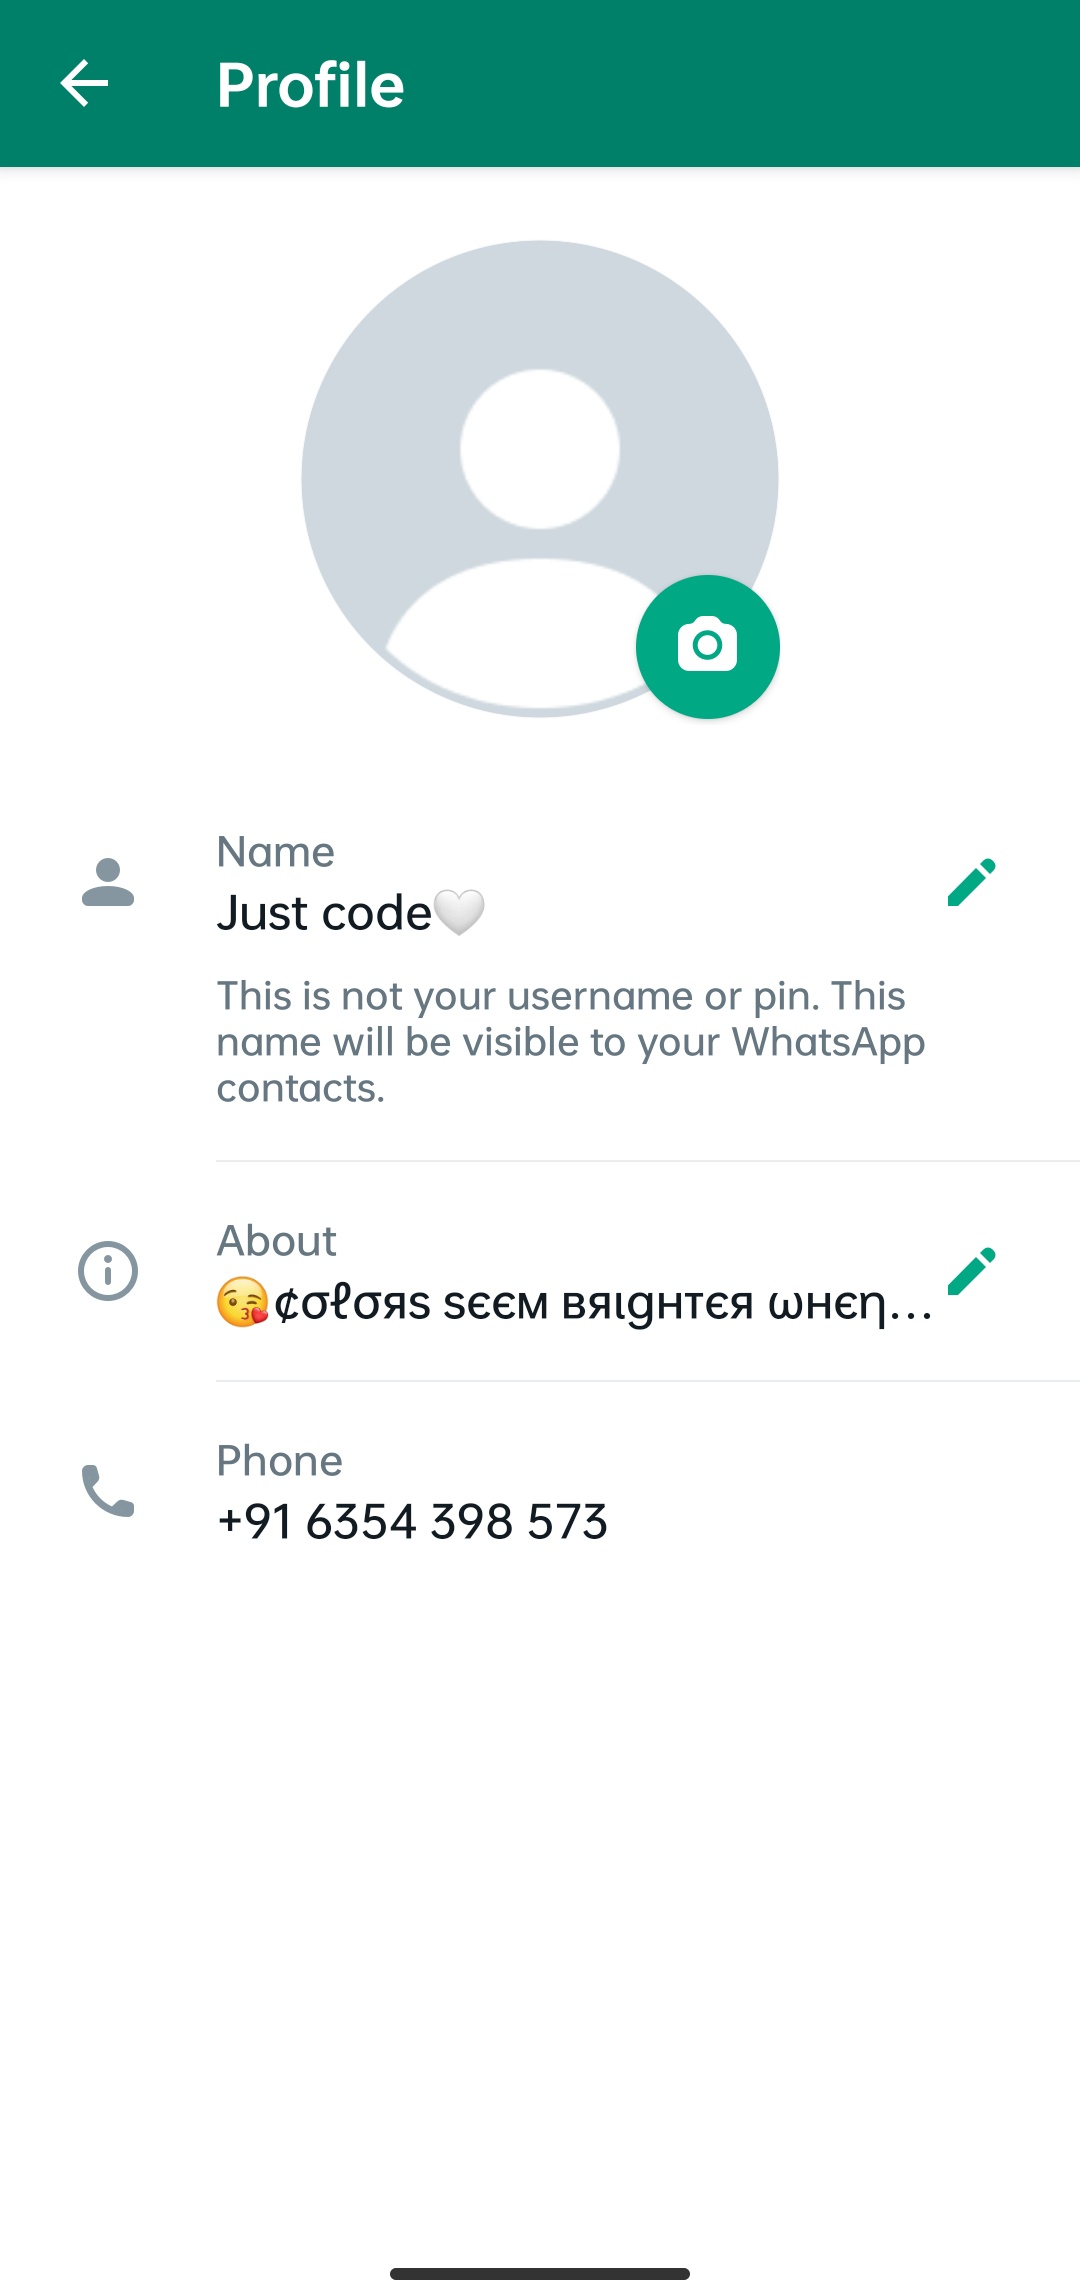 Profile
Name
Just code🤍
This is not your username or pin. This
name will be visible to your WhatsApp
contacts.
About
😘¢σℓσяѕ ѕєєм вяιgнтєя ωнєη...
Phone
+91 6354 398 573